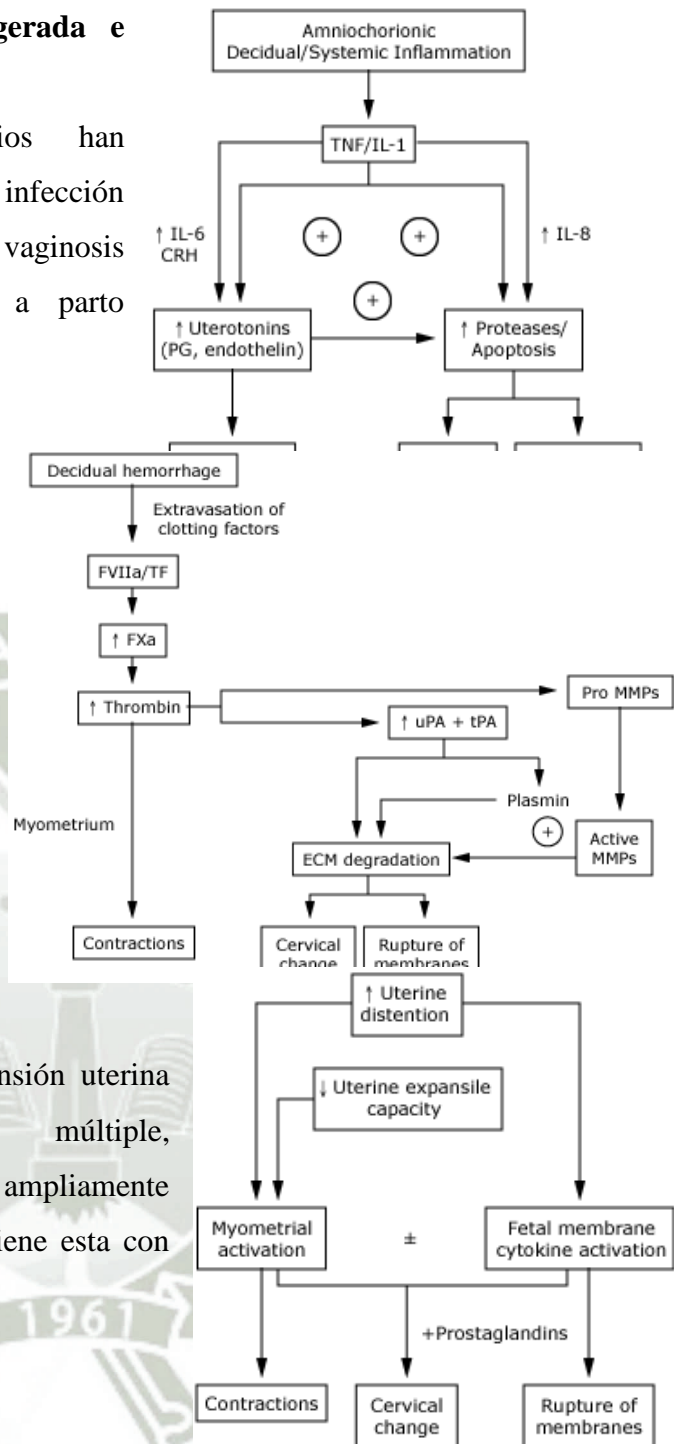 gerada e
Amniochorionic
Decidual/Systemic Inflammation
ios han
infección
vaginosis
a parto
TNF/IL-1
↑ IL-6
CRH
+
+
↑ IL-8
+
↑ Uterotonins
(PG, endothelin)
↑ Proteases/
Apoptosis
Decidual hemorrhage
Extravasation of
clotting factors
FVIIa/TF
↑ FXa
↑ Thrombin
Pro MMPs
↑ uPA + tPA
Plasmin
+
Myometrium
ECM degradation
Active
MMPs
Contractions
Cervical
change
Rupture of
membranes
↑ Uterine
distention
nsión uterina
múltiple,
ampliamente
iene esta con
↓ Uterine expansile
capacity
Myometrial
activation
±
Fetal membrane
cytokine activation
+Prostaglandins
Contractions
Cervical
change
Rupture of
membranes
1961